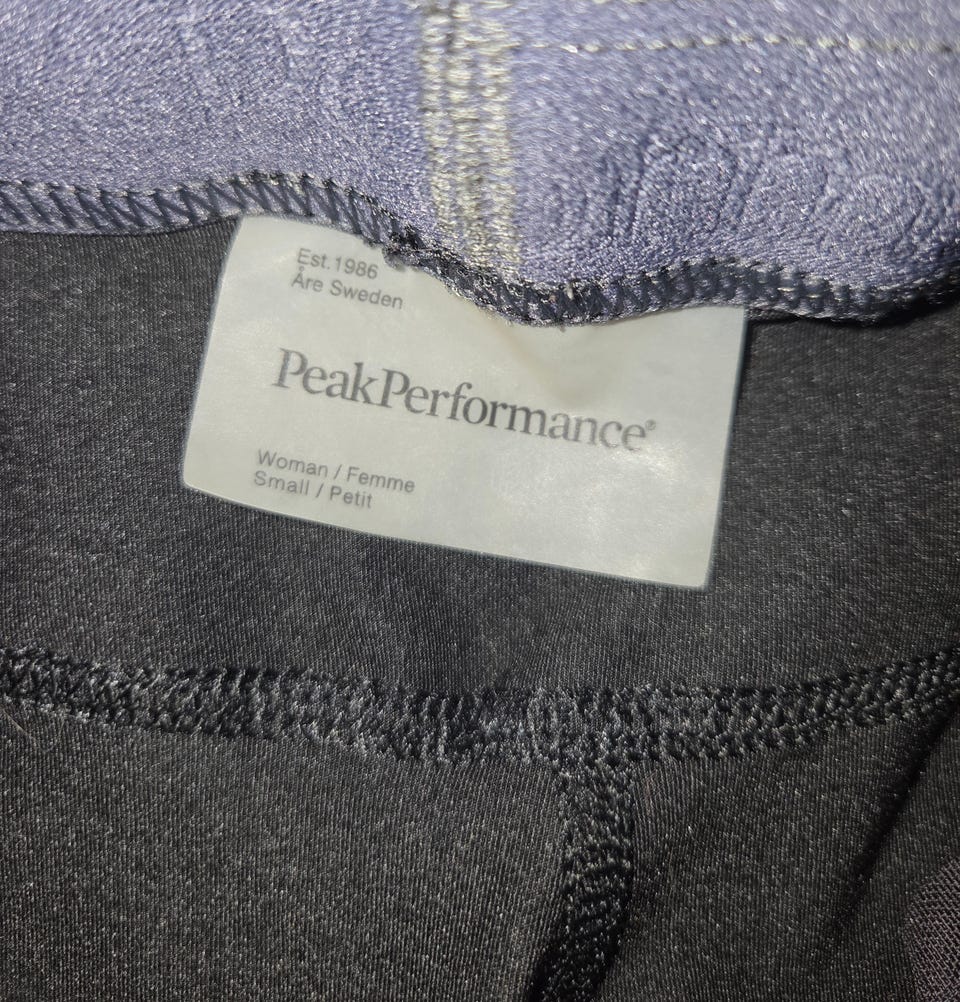 Est.1986
Åre Sweden
PeakPerformance®
Woman / Femme
Small / Petit